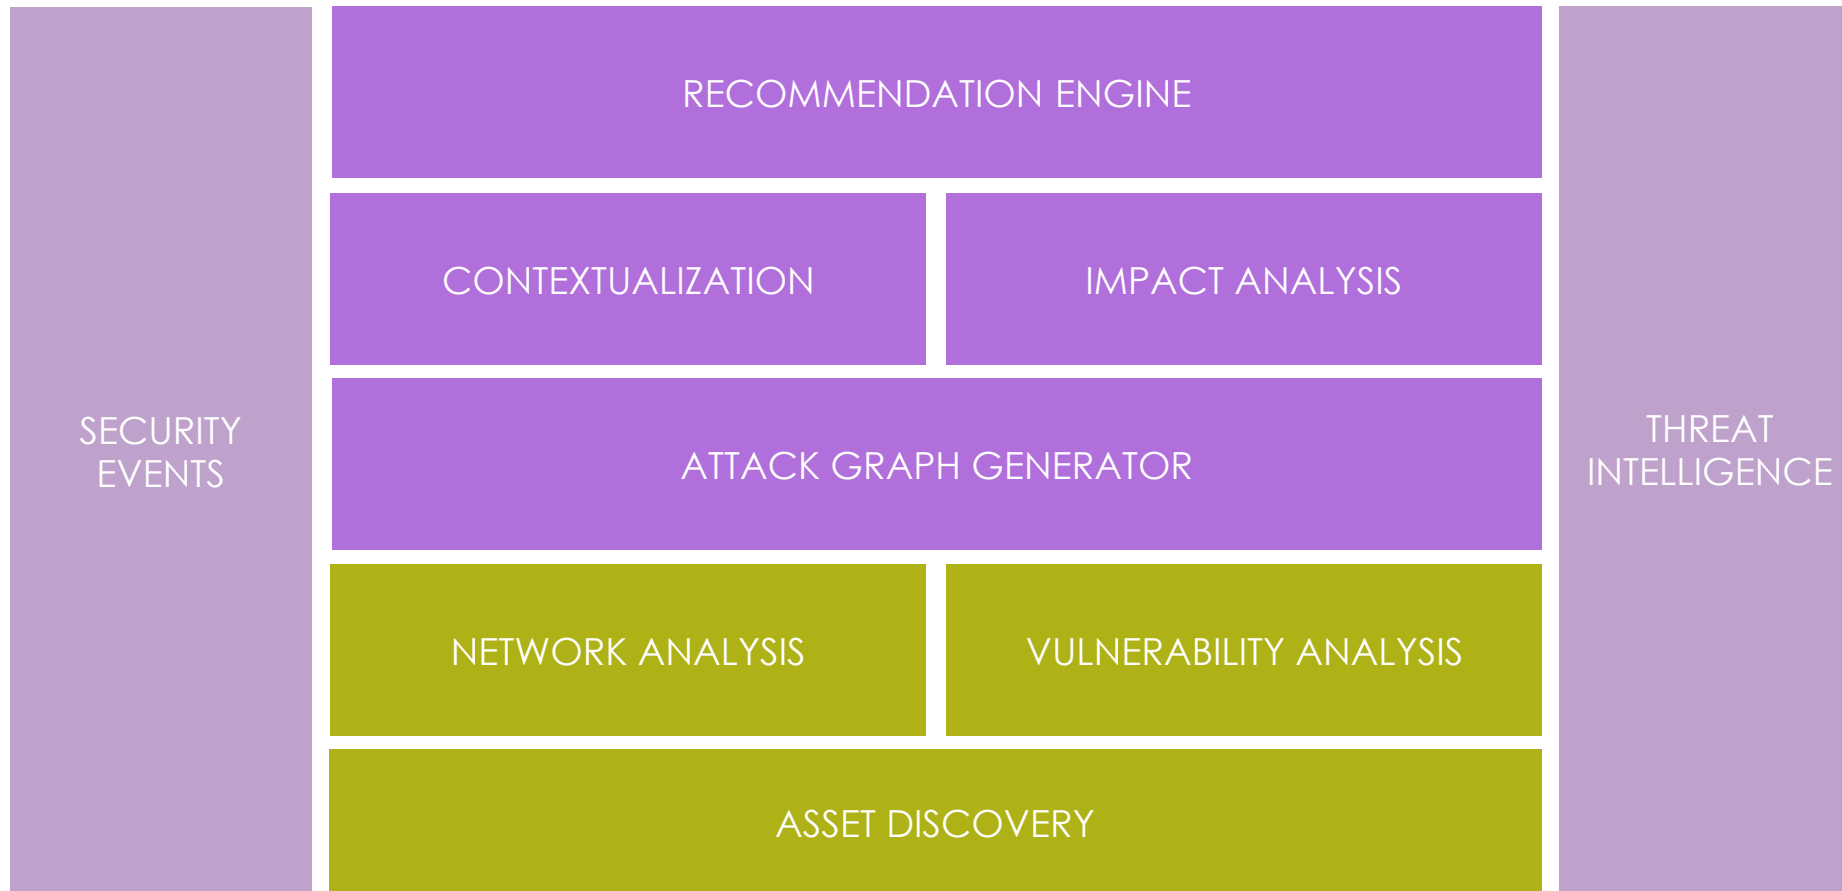 RECOMMENDATION ENGINE
CONTEXTUALIZATION
IMPACT ANALYSIS
SECURITY
EVENTS
ATTACK GRAPH GENERATOR
THREAT
INTELLIGENCE
NETWORK ANALYSIS
VULNERABILITY ANALYSIS
ASSET DISCOVERY